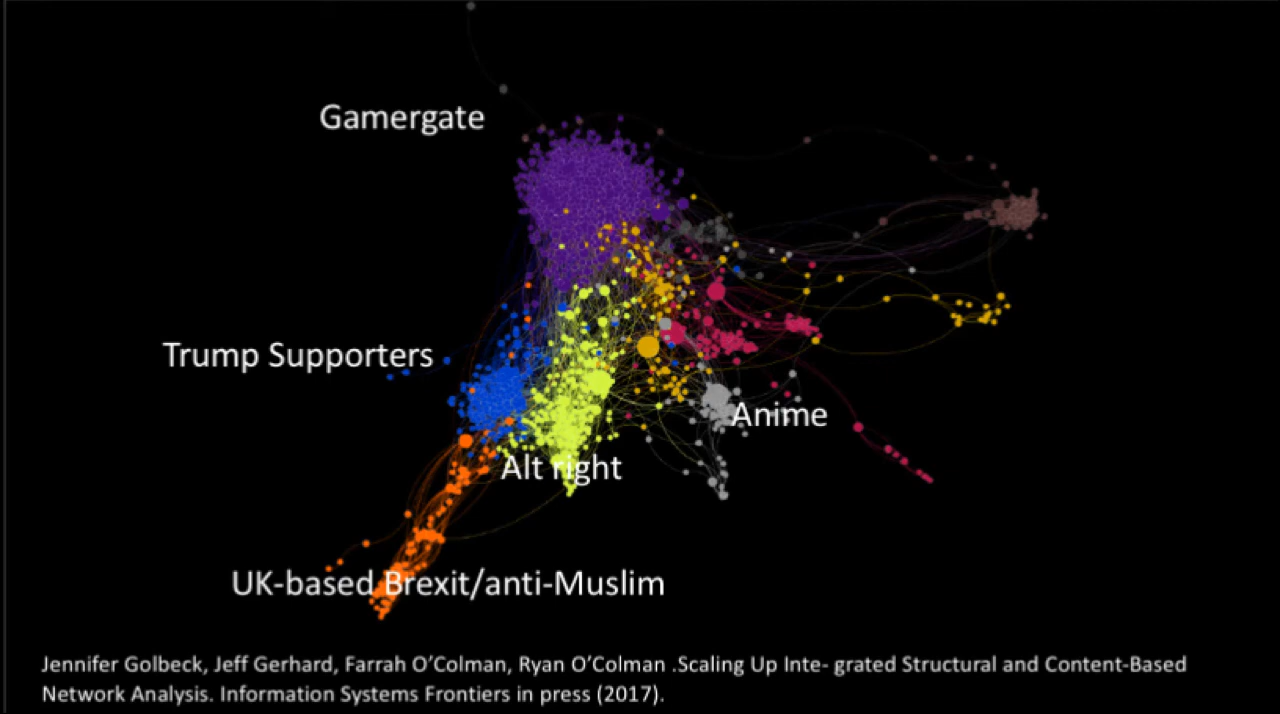 Gamergate
Trump Supporters
Anime
Alt right
UK-based Brexit/anti-Muslim
Jennifer Golbeck, Jeff Gerhard, Farrah O’Colman, Ryan O’Colman .Scaling Up Inte- grated Structural and Content-Based
Network Analysis. Information Systems Frontiers in press (2017).